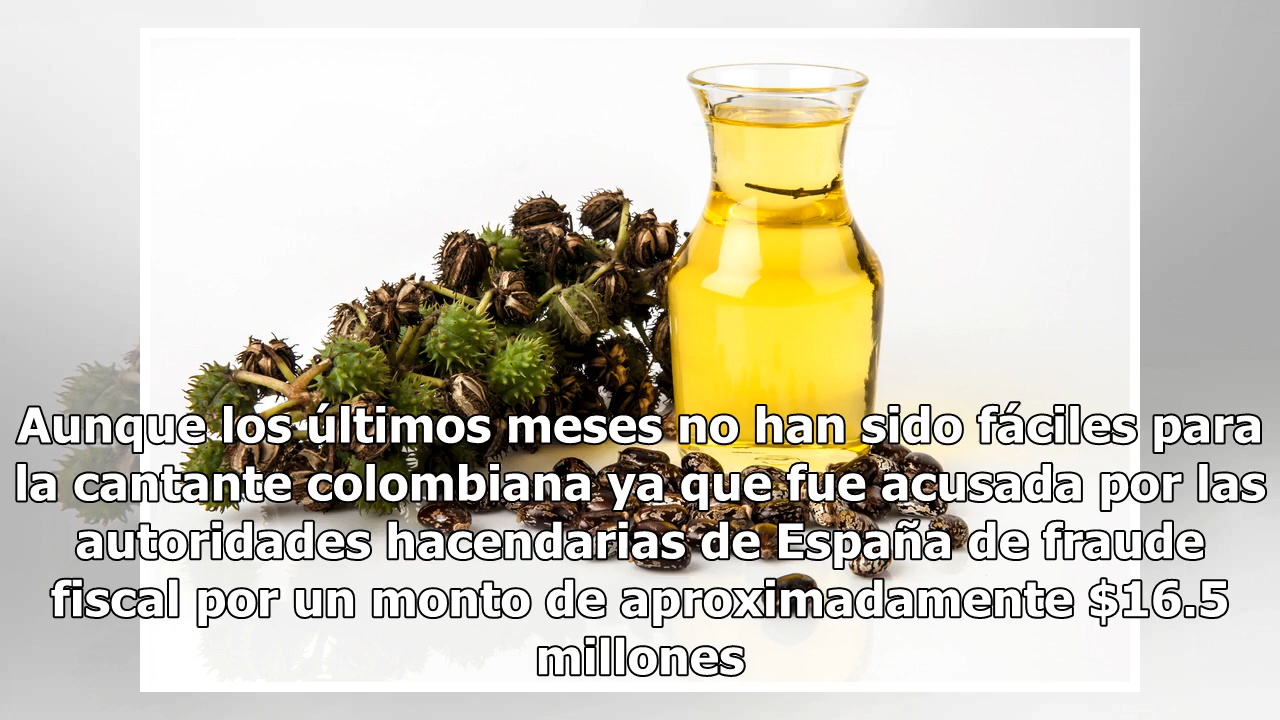 Aunque los últimos meses no han sido fáciles para
la cantante colombiana ya que fue acusada por las
autoridades hacendarias de España de fraude
fiscal por un monto de aproximadamente $16.5
millones